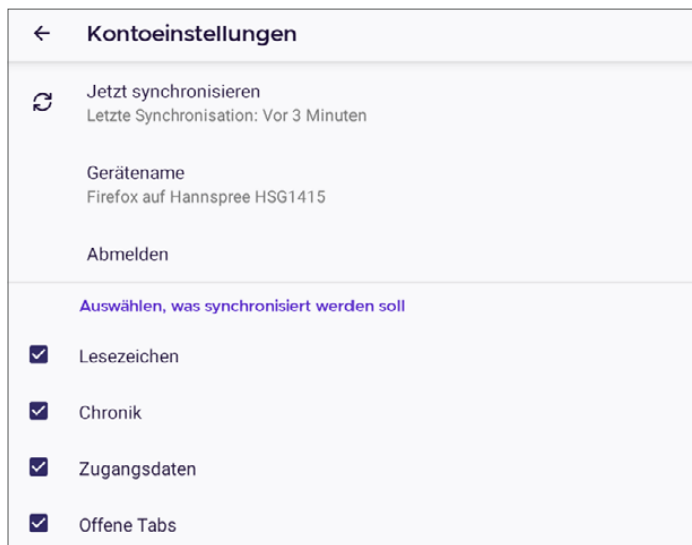 Kontoeinstellungen
Jetzt synchronisieren
Letzte Synchronisation: Vor 3 Minuten
Gerätename
Firefox auf Hannspree HSG1415
Abmelden
Auswählen, was synchronisiert werden soll
Lesezeichen
Chronik
Zugangsdaten
Offene Tabs